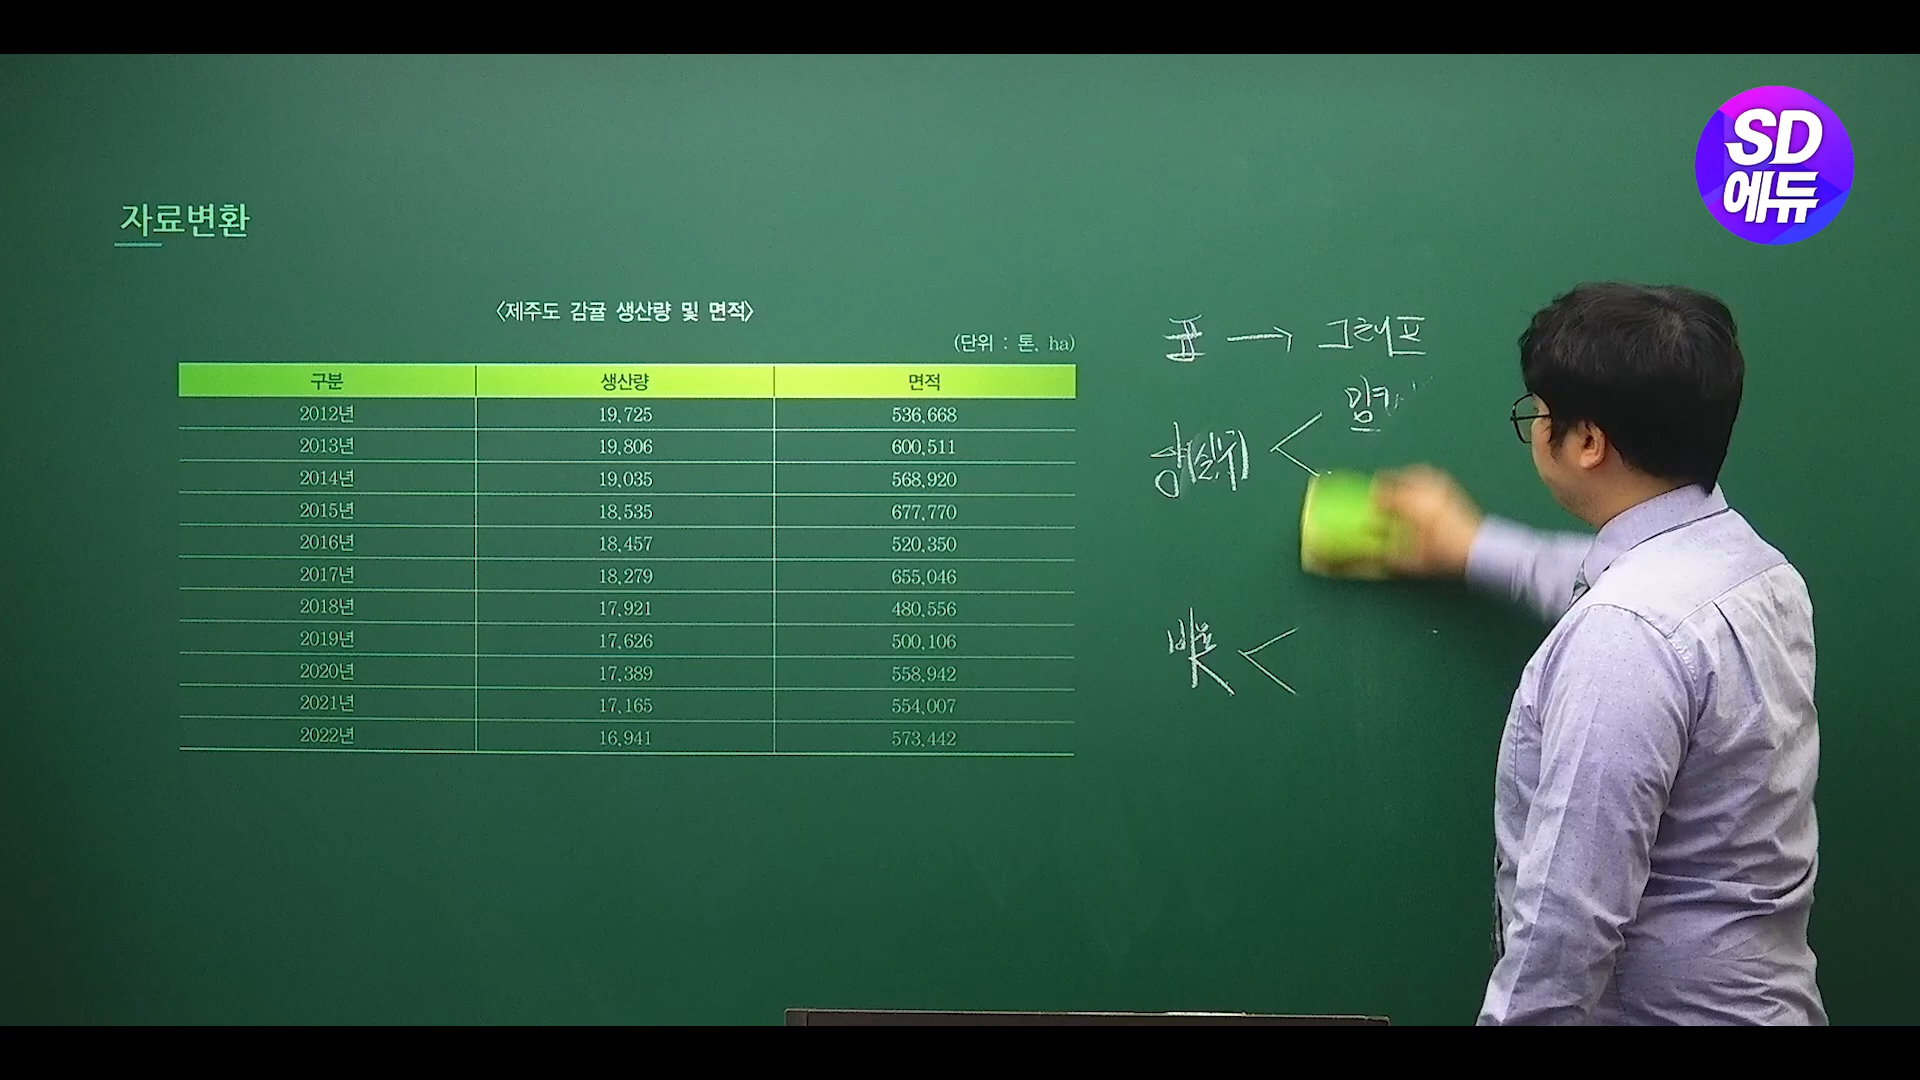 SD
에듀
자료변환
<제주도 감귤 생산량 및 면적>
(단위 : 톤, ha)
구분 생산량 면적
2012년 19,725 536,668
2013년 19,806 600,511
2014년 19,035 568,920
2015년 18,535 677,770
2016년 18,457 520,350
2017년 18,279 655,046
2018년 17,921 480,556
2019년 17,626 500,106
2020년 17,389 558,942
2021년 17,165 554,007
2022년 16,941 573,442
표 → 그래프
비율